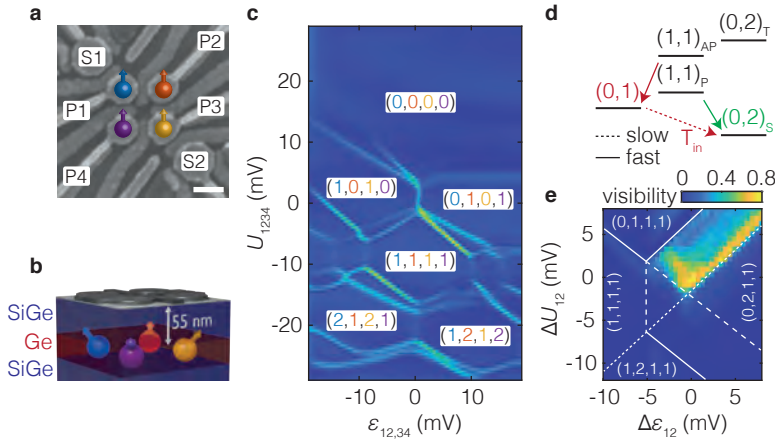 a
S1
P2
P1
P3
P4
S2
b
SiGe
Ge
SiGe
55 nm
c
U1234 (mV)
20
10
0
-10
-20
(0,0,0,0)
(1,0,1,0)
(0,1,0,1)
(1,1,1,1)
(2,1,2,1)
(1,2,1,2)
-10
0
10
ε12,34 (mV)
d
(0,2)T
(1,1)AP
(1,1)P
(0,1)
(0,2)S
Tin
slow
fast
e
visibility
0
0.4
0.8
ΔU12 (mV)
5
0
-5
-12
(0,1,1,1)
(1,1,1,1)
(0,2,1,1)
(1,2,1,1)
-10
-5
0
5
Δε12 (mV)